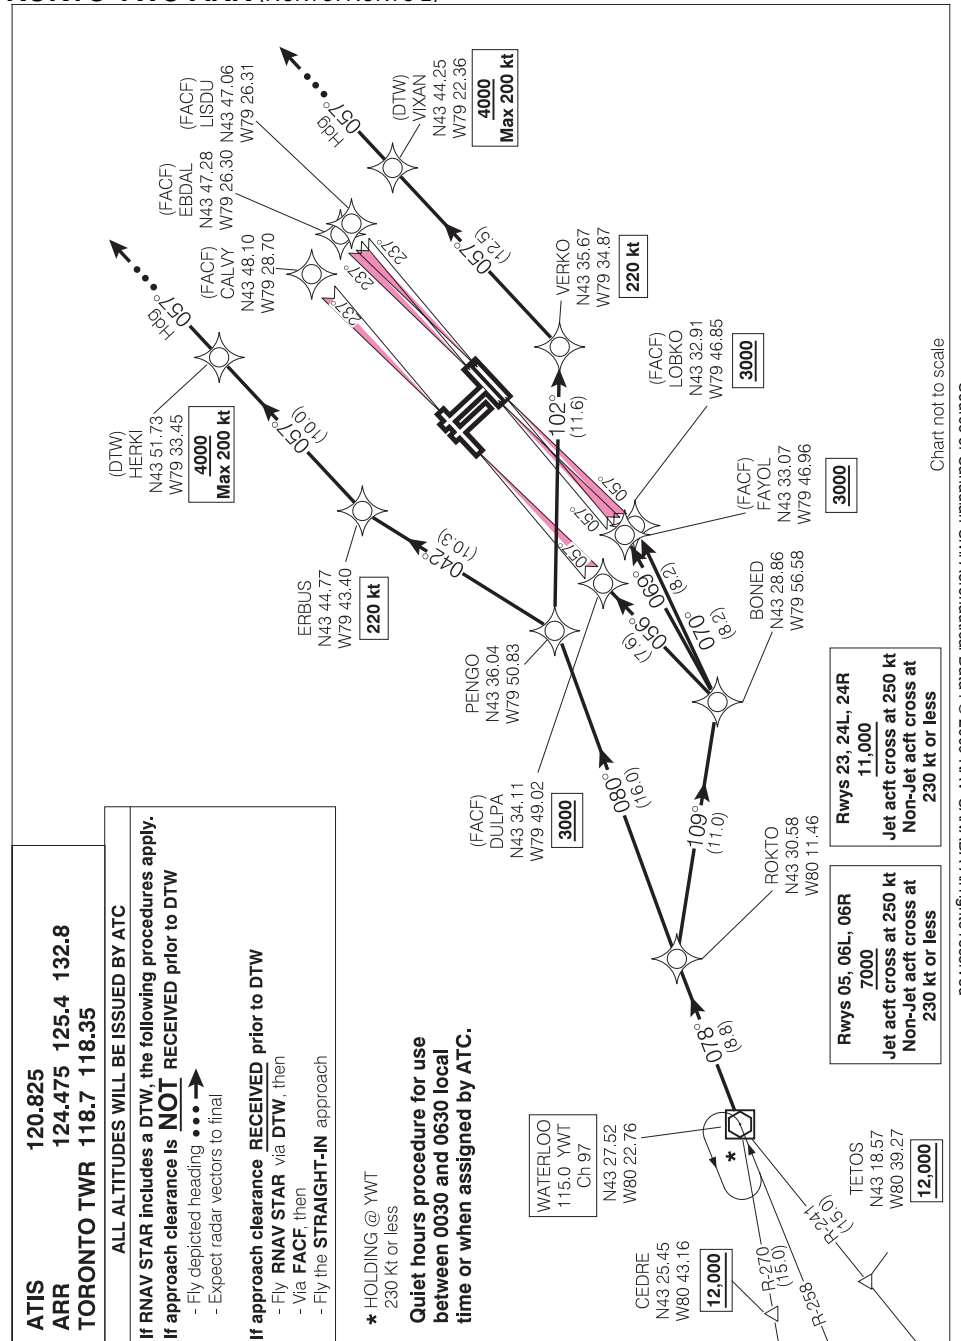 ATIS 120.825
ARR 124.475 125.4 132.8
TORONTO TWR 118.7 118.35
ALL ALTITUDES WILL BE ISSUED BY ATC
If RNAV STAR includes a DTW, the following procedures apply.
If approach clearance is NOT RECEIVED prior to DTW
- Fly depicted heading
- Expect radar vectors to final
If approach clearance RECEIVED prior to DTW
- Fly RNAV STAR via DTW, then
- Via FACF, then
- Fly the STRAIGHT-IN approach
* HOLDING @ YWT
230 Kt or less
Quiet hours procedure for use
between 0030 and 0630 local
time or when assigned by ATC.
(DTW)
HERKI
N43 51.73
W79 33.45
4000
Max 200 kt
Hdg 057°
057°
(10.0)
ERBUS
N43 44.77
W79 43.40
220 kt
042°
(10.3)
(FACF)
CALVY
N43 48.10
W79 28.70
(FACF)
EBDAL
N43 47.28
W79 26.30
(FACF)
LISDU
N43 47.06
W79 26.31
237°
237°
237°
Hdg 057°
(DTW)
VIXAN
N43 44.25
W79 22.36
4000
Max 200 kt
057°
(12.5)
VERKO
N43 35.67
W79 34.87
220 kt
102°
(11.6)
PENGO
N43 36.04
W79 50.83
(FACF)
DULPA
N43 34.11
W79 49.02
3000
057°
057°
057°
(FACF)
LOBKO
N43 32.91
W79 46.85
3000
(FACF)
FAYOL
N43 33.07
W79 46.96
3000
056°
(7.6)
069°
(8.2)
070°
(8.2)
BONED
N43 28.86
W79 56.58
080°
(16.0)
109°
(11.0)
ROKTO
N43 30.58
W80 11.46
078°
(8.8)
WATERLOO
115.0 YWT
Ch 97
N43 27.52
W80 22.76
*
CEDRE
N43 25.45
W80 43.16
12,000
R-270
(15.0)
R-258
R-241
(15.0)
TETOS
N43 18.57
W80 39.27
12,000
Rwys 05, 06L, 06R
7000
Jet acft cross at 250 kt
Non-Jet acft cross at
230 kt or less
Rwys 23, 24L, 24R
11,000
Jet acft cross at 250 kt
Non-Jet acft cross at
230 kt or less
Chart not to scale